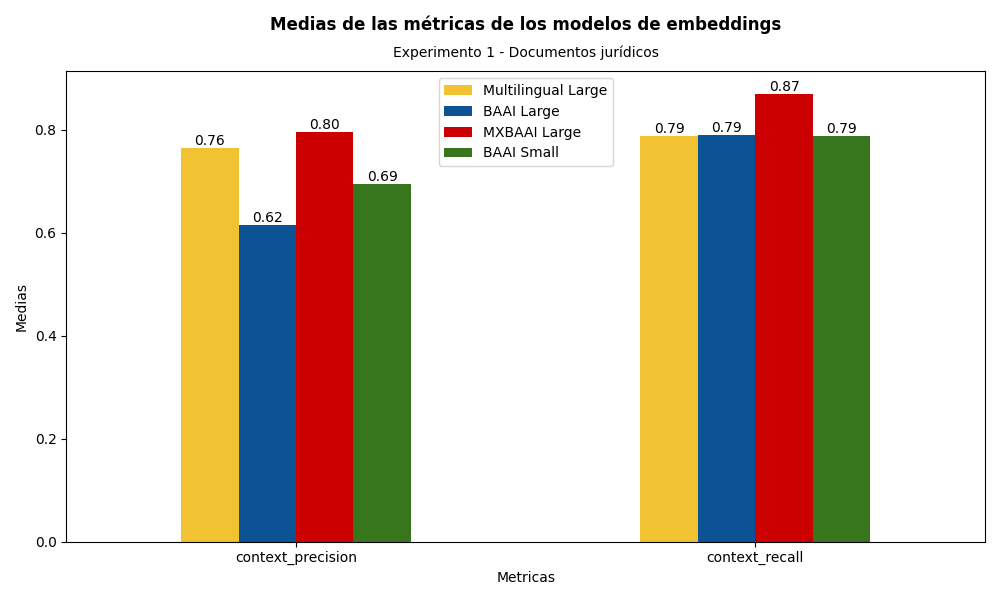 Medias de las métricas de los modelos de embeddings
Experimento 1 - Documentos jurídicos
Multilingual Large
BAAI Large
MXBAAI Large
BAAI Small
0.76
0.62
0.80
0.69
0.79
0.79
0.87
0.79
0.8
0.6
0.4
0.2
0.0
Medias
context_precision
context_recall
Metricas